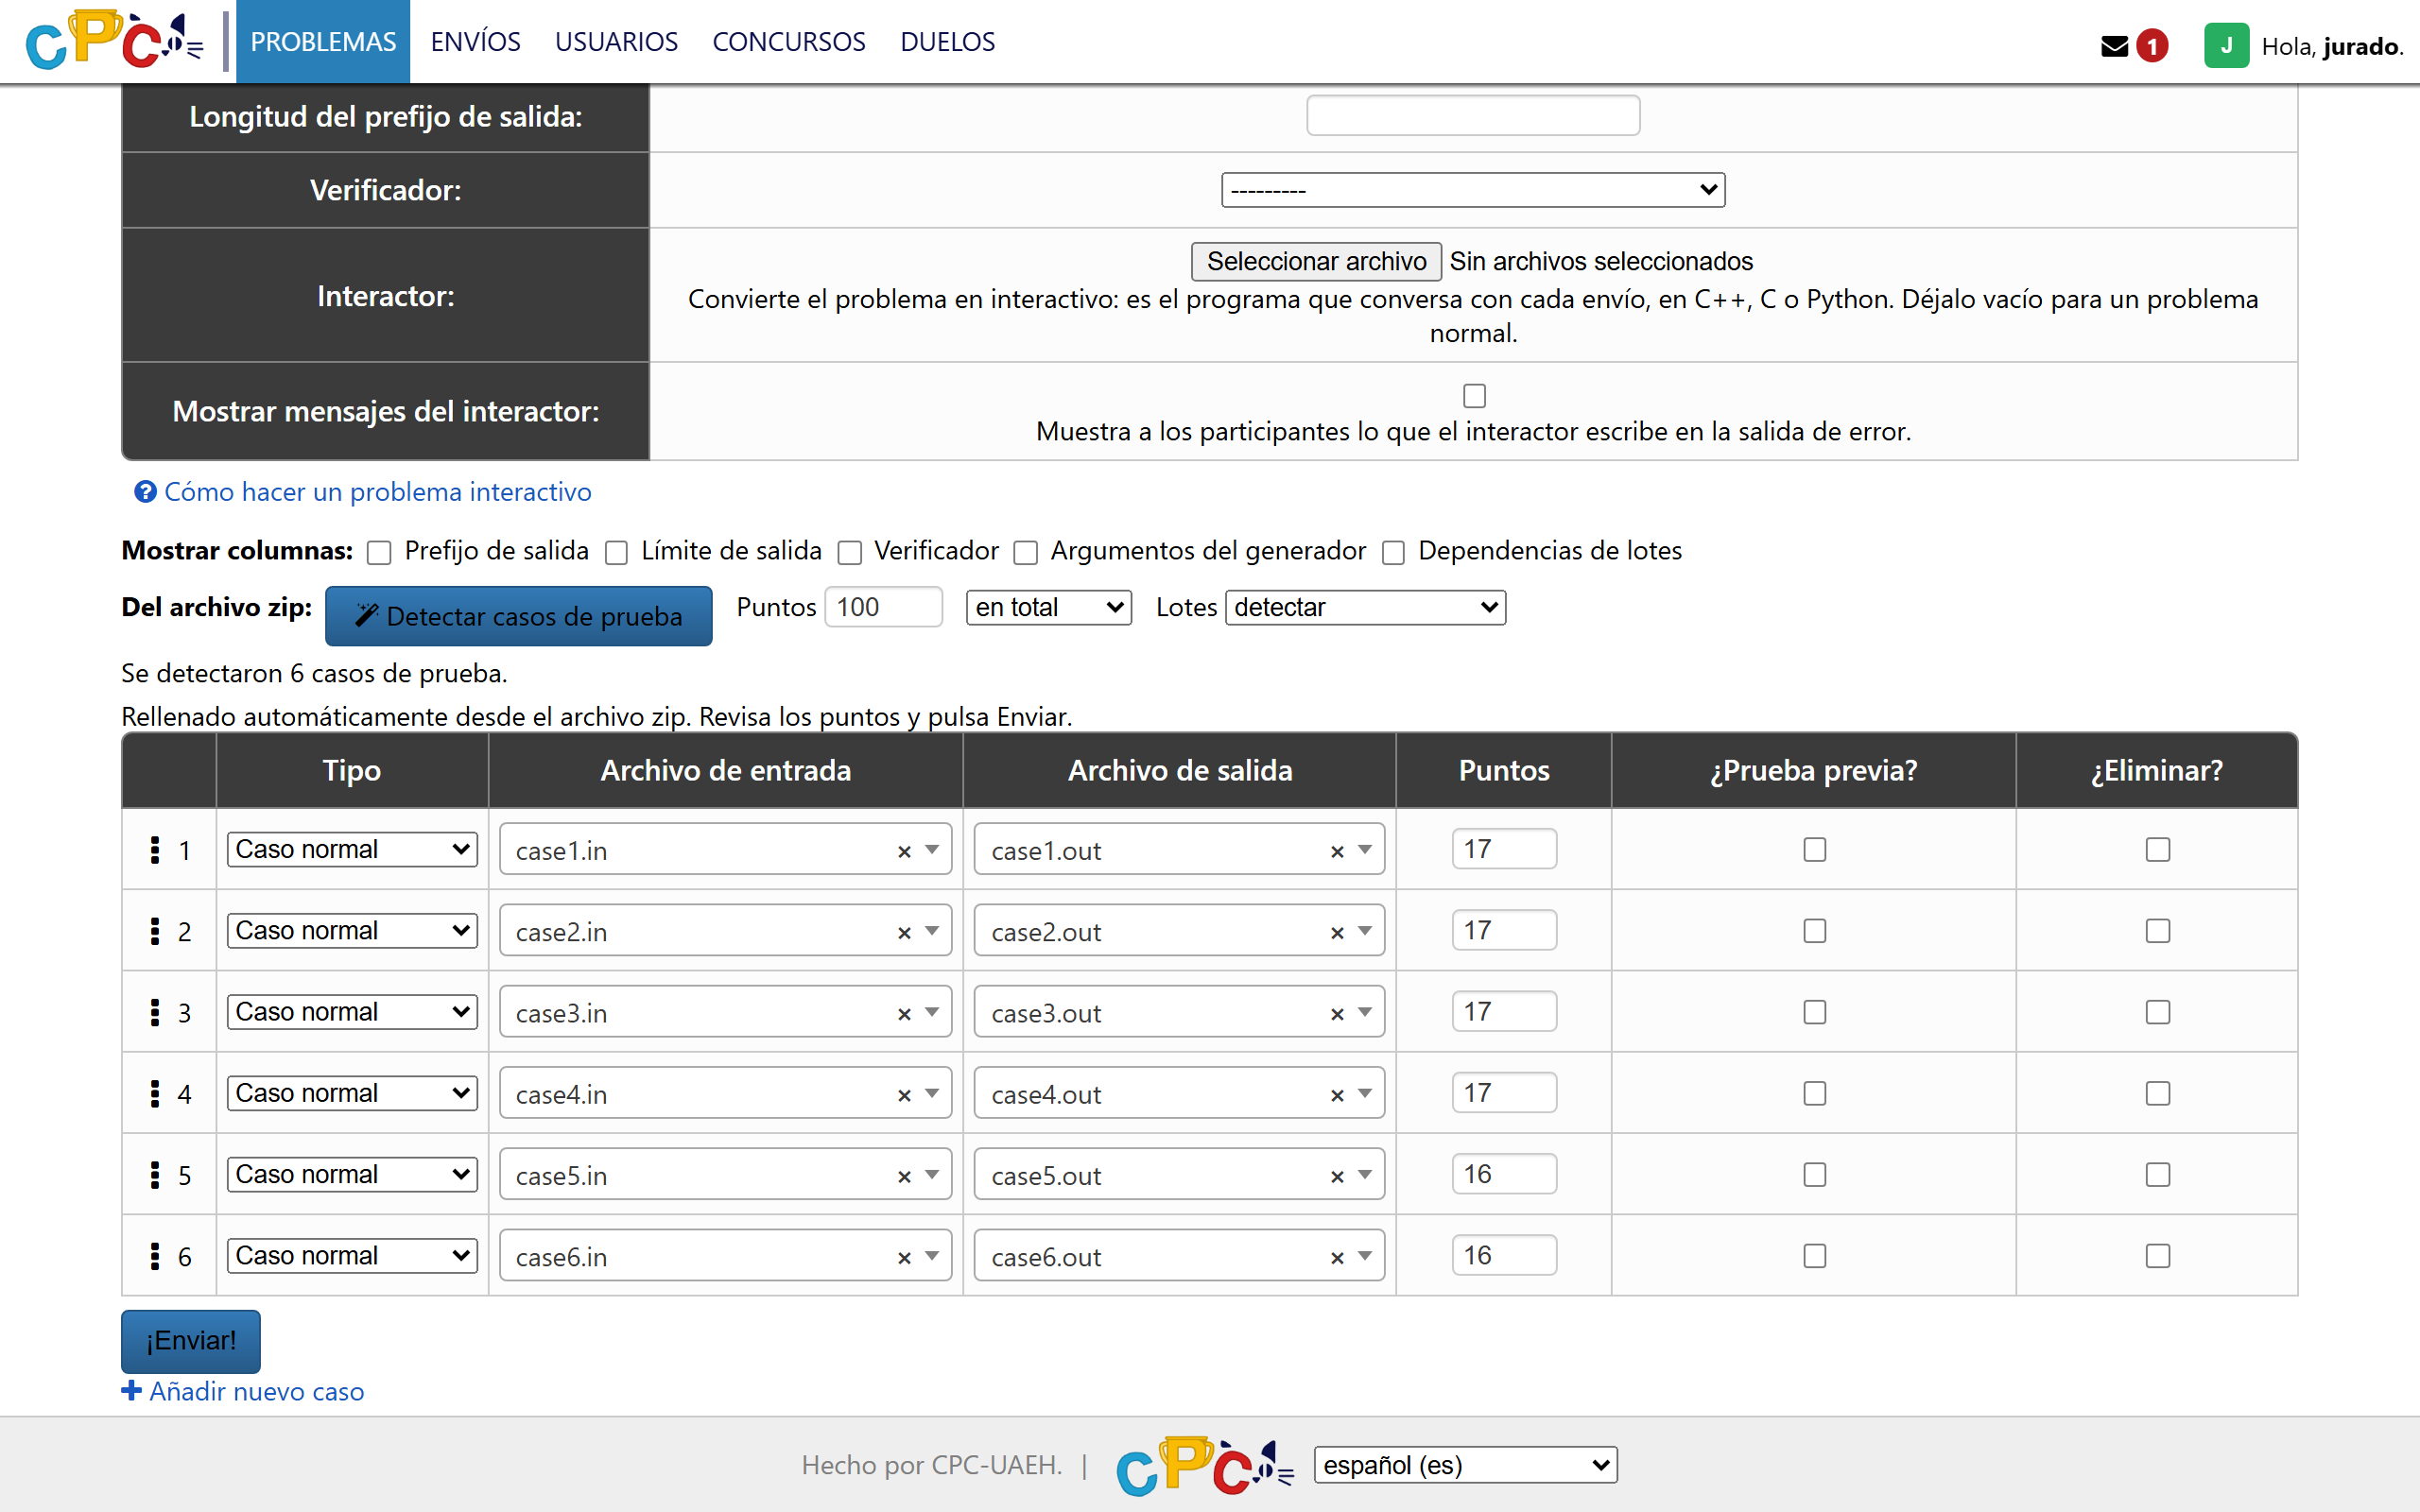 CPC
PROBLEMAS ENVÍOS USUARIOS CONCURSOS DUELOS
1 J Hola, jurado.
Longitud del prefijo de salida:
Verificador: ---------
Interactor: Seleccionar archivo Sin archivos seleccionados
Convierte el problema en interactivo: es el programa que conversa con cada envío, en C++, C o Python. Déjalo vacío para un problema
normal.
Mostrar mensajes del interactor:
Muestra a los participantes lo que el interactor escribe en la salida de error.
Cómo hacer un problema interactivo
Mostrar columnas: Prefijo de salida Límite de salida Verificador Argumentos del generador Dependencias de lotes
Del archivo zip: Detectar casos de prueba Puntos 100 en total Lotes detectar
Se detectaron 6 casos de prueba.
Rellenado automáticamente desde el archivo zip. Revisa los puntos y pulsa Enviar.
Tipo Archivo de entrada Archivo de salida Puntos ¿Prueba previa? ¿Eliminar?
1 Caso normal case1.in × case1.out × 17
2 Caso normal case2.in × case2.out × 17
3 Caso normal case3.in × case3.out × 17
4 Caso normal case4.in × case4.out × 17
5 Caso normal case5.in × case5.out × 16
6 Caso normal case6.in × case6.out × 16
¡Enviar!
Añadir nuevo caso
Hecho por CPC-UAEH. | CPC español (es)